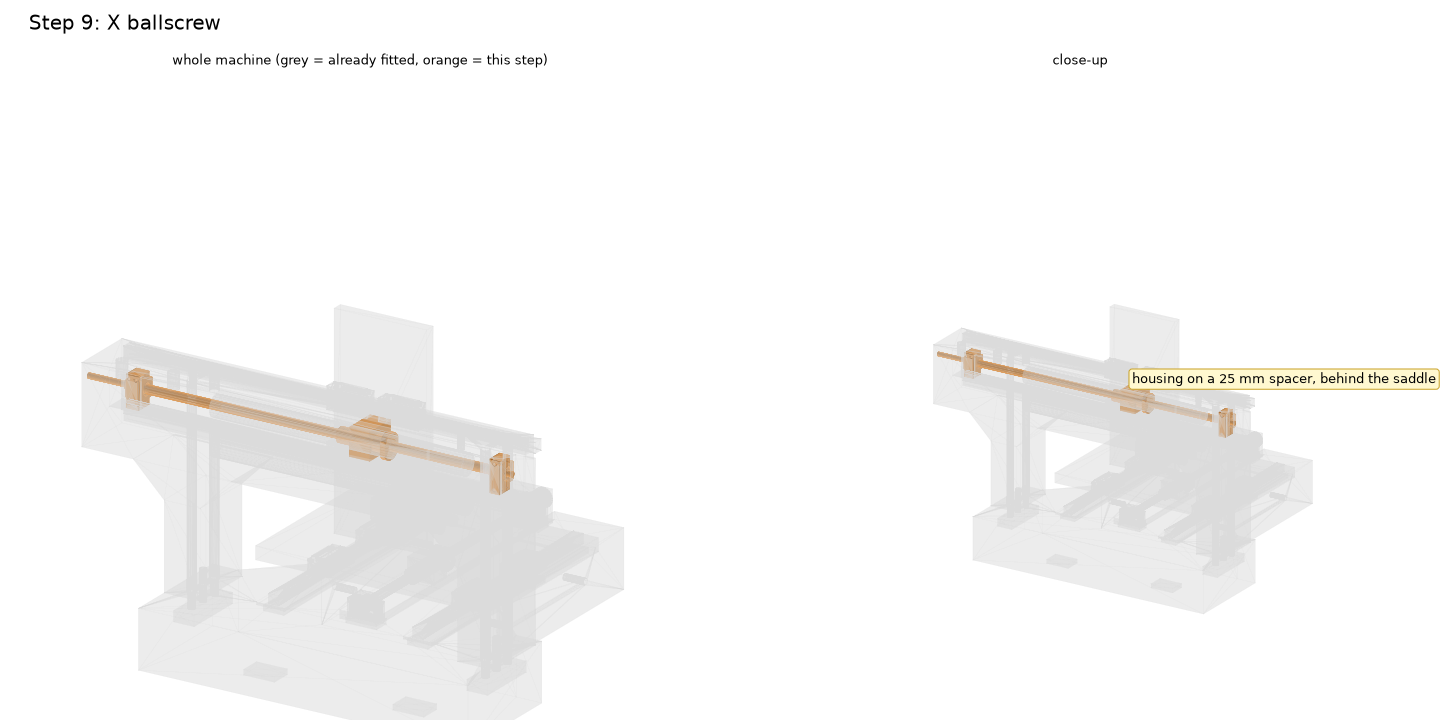 Step 9: X ballscrew
whole machine (grey = already fitted, orange = this step)
close-up
housing on a 25 mm spacer, behind the saddle